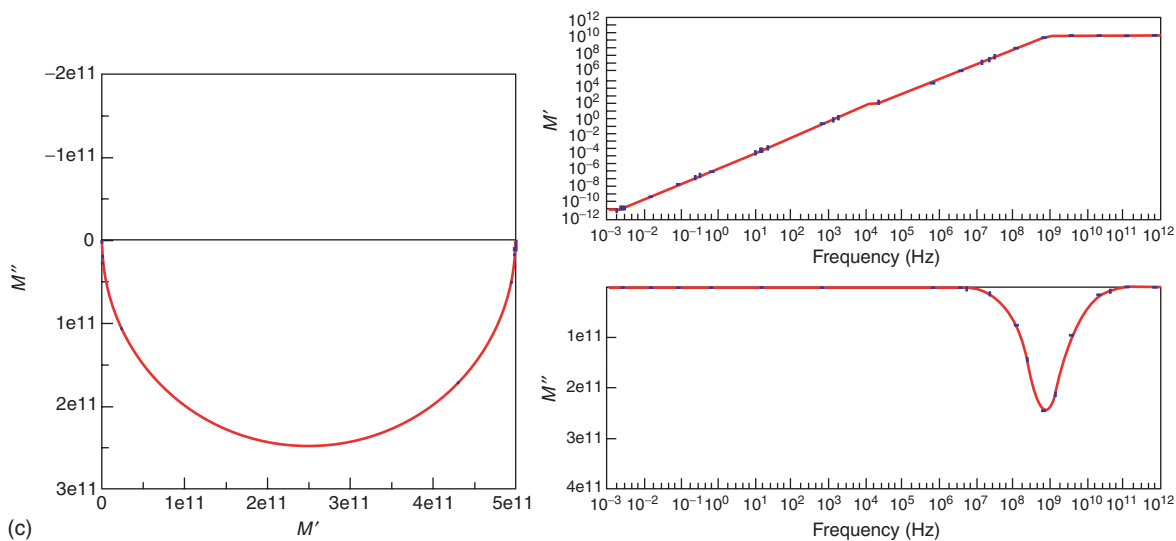 −2e11
−1e11
0
1e11
2e11
3e11
M″
0 1e11 2e11 3e11 4e11 5e11
M′
(c)
10^12
10^10
10^8
10^6
10^4
10^2
10^0
10^−2
10^−4
10^−6
10^−8
10^−10
10^−12
M′
10^−3 10^−2 10^−1 10^0 10^1 10^2 10^3 10^4 10^5 10^6 10^7 10^8 10^9 10^10 10^11 10^12
Frequency (Hz)
1e11
2e11
3e11
4e11
M″
10^−3 10^−2 10^−1 10^0 10^1 10^2 10^3 10^4 10^5 10^6 10^7 10^8 10^9 10^10 10^11 10^12
Frequency (Hz)